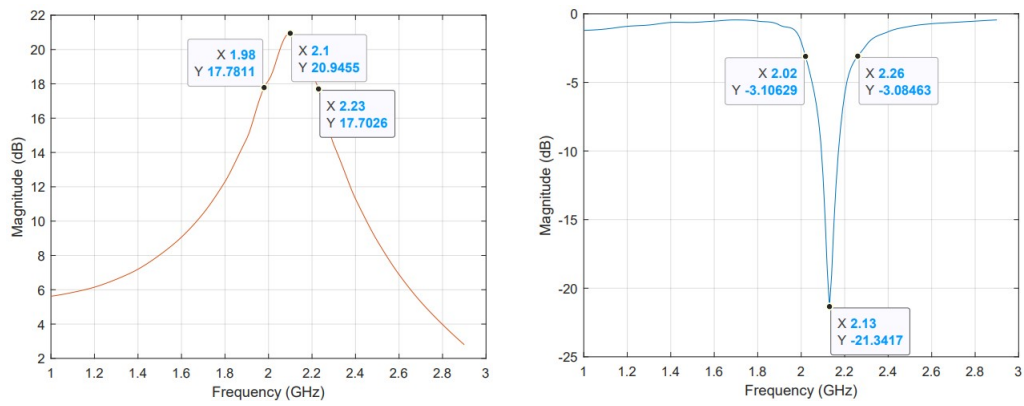 22
20
18
16
14
12
10
8
6
4
2
Magnitude (dB)
X 1.98
Y 17.7811
X 2.1
Y 20.9455
X 2.23
Y 17.7026
1 1.2 1.4 1.6 1.8 2 2.2 2.4 2.6 2.8 3
Frequency (GHz)
0
-5
-10
-15
-20
-25
Magnitude (dB)
X 2.02
Y -3.10629
X 2.26
Y -3.08463
X 2.13
Y -21.3417
1 1.2 1.4 1.6 1.8 2 2.2 2.4 2.6 2.8 3
Frequency (GHz)